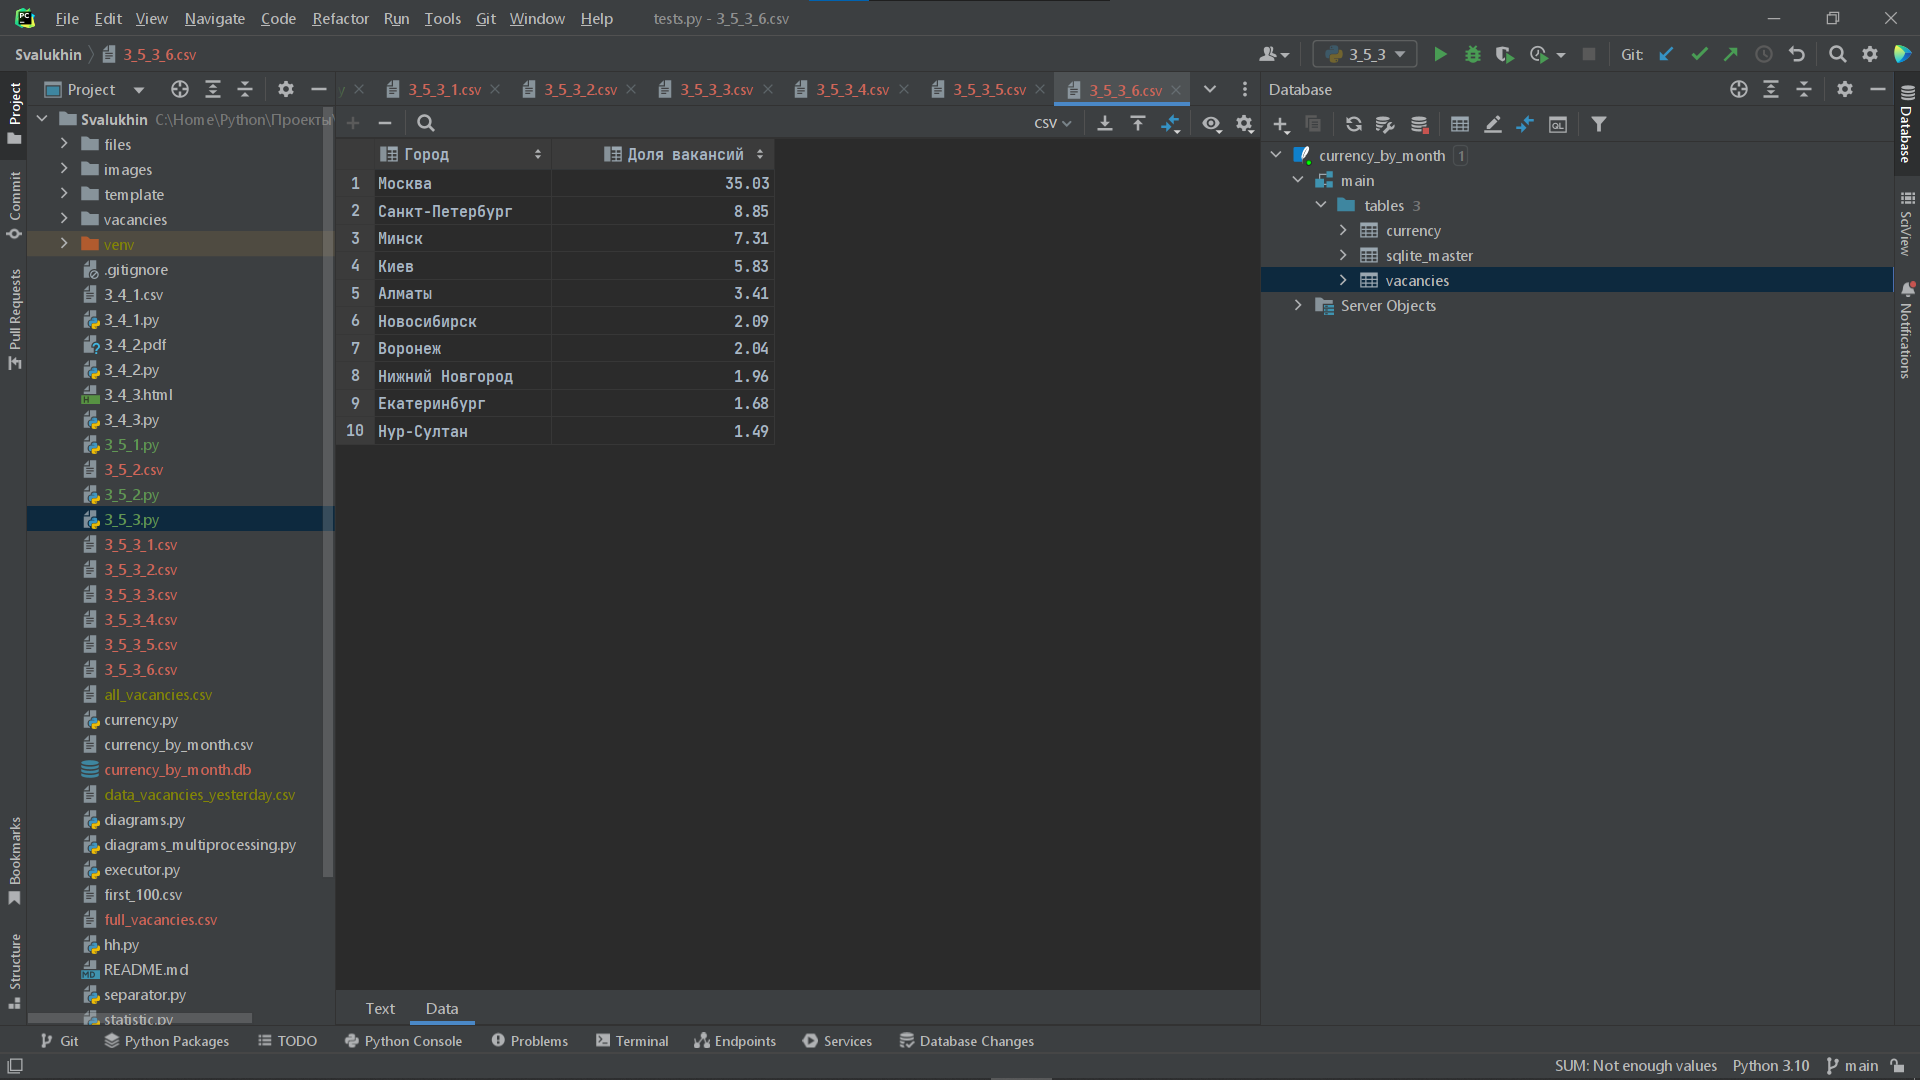 File Edit View Navigate Code Refactor Run Tools Git Window Help tests.py - 3_5_3_6.csv
Svalukhin 3_5_3_6.csv 3_5_3 Git:
Project
y 3_5_3_1.csv 3_5_3_2.csv 3_5_3_3.csv 3_5_3_4.csv 3_5_3_5.csv 3_5_3_6.csv
Database
CSV
Svalukhin C:\Home\Python\Проекты
files
images
template
vacancies
venv
.gitignore
3_4_1.csv
3_4_1.py
3_4_2.pdf
3_4_2.py
3_4_3.html
3_4_3.py
3_5_1.py
3_5_2.csv
3_5_2.py
3_5_3.py
3_5_3_1.csv
3_5_3_2.csv
3_5_3_3.csv
3_5_3_4.csv
3_5_3_5.csv
3_5_3_6.csv
all_vacancies.csv
currency.py
currency_by_month.csv
currency_by_month.db
data_vacancies_yesterday.csv
diagrams.py
diagrams_multiprocessing.py
executor.py
first_100.csv
full_vacancies.csv
hh.py
README.md
separator.py
statistic.py
Город Доля вакансий
1 Москва 35.03
2 Санкт-Петербург 8.85
3 Минск 7.31
4 Киев 5.83
5 Алматы 3.41
6 Новосибирск 2.09
7 Воронеж 2.04
8 Нижний Новгород 1.96
9 Екатеринбург 1.68
10 Нур-Султан 1.49
Text Data
currency_by_month 1
main
tables 3
currency
sqlite_master
vacancies
Server Objects
Project
Commit
Pull Requests
Bookmarks
Structure
Database
SciView
Notifications
Git Python Packages TODO Python Console Problems Terminal Endpoints Services Database Changes
SUM: Not enough values Python 3.10 main